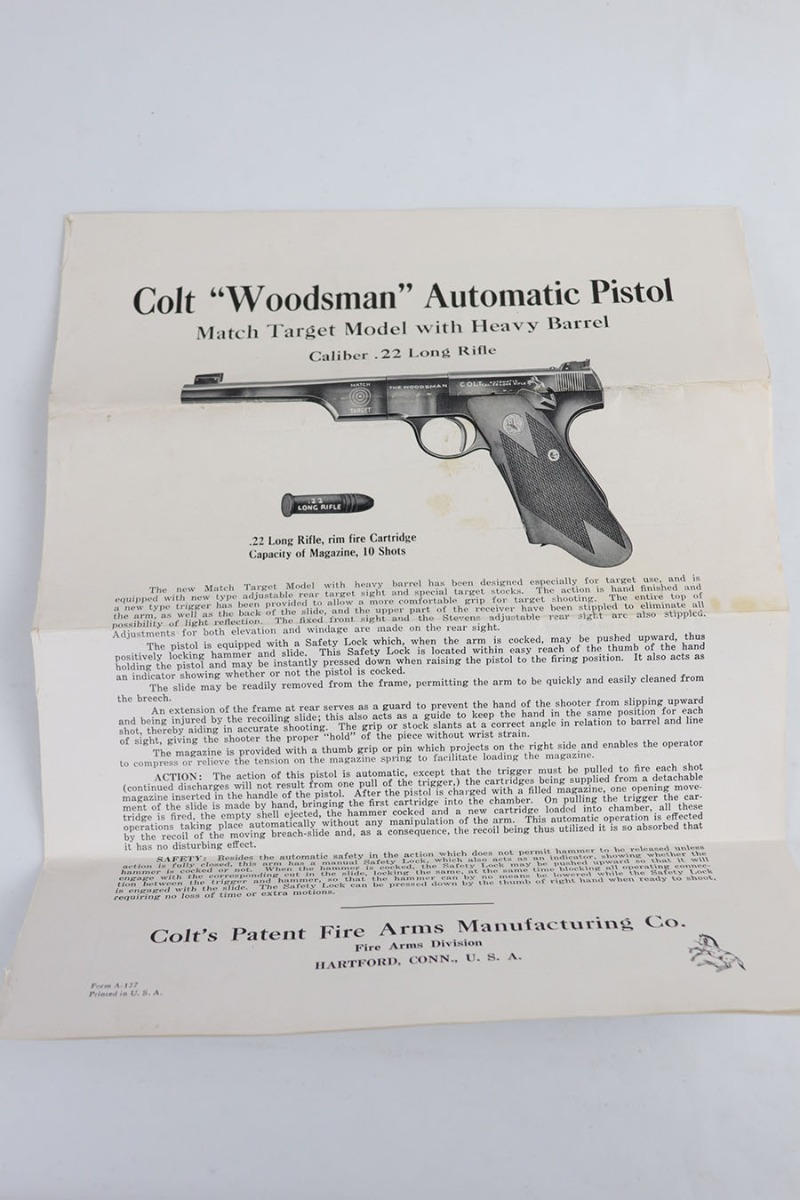 Colt “Woodsman” Automatic Pistol
Match Target Model with Heavy Barrel
Caliber .22 Long Rifle
MATCH
TARGET
THE WOODSMAN
COLT
.22
LONG RIFLE
.22 Long Rifle, rim fire Cartridge
Capacity of Magazine, 10 Shots
The new Match Target Model with heavy barrel has been designed especially for target use, and is
equipped with new type adjustable rear target sight and special target stocks. The action is hand finished and
a new type trigger has been provided to allow a more comfortable grip for target shooting. The entire top of
the arm, as well as the back of the slide, and the upper part of the receiver have been stippled to eliminate all
possibility of light reflection. The fixed front sight and the Stevens adjustable rear sight are also stippled.
Adjustments for both elevation and windage are made on the rear sight.
The pistol is equipped with a Safety Lock which, when the arm is cocked, may be pushed upward, thus
positively locking hammer and slide. This Safety Lock is located within easy reach of the thumb of the hand
holding the pistol and may be instantly pressed down when raising the pistol to the firing position. It also acts as
an indicator showing whether or not the pistol is cocked.
The slide may be readily removed from the frame, permitting the arm to be quickly and easily cleaned from
the breech.
An extension of the frame at rear serves as a guard to prevent the hand of the shooter from slipping upward
and being injured by the recoiling slide; this also acts as a guide to keep the hand in the same position for each
shot, thereby aiding in accurate shooting. The grip or stock slants at a correct angle in relation to barrel and line
of sight, giving the shooter the proper “hold” of the piece without wrist strain.
The magazine is provided with a thumb grip or pin which projects on the right side and enables the operator
to compress or relieve the tension on the magazine spring to facilitate loading the magazine.
ACTION: The action of this pistol is automatic, except that the trigger must be pulled to fire each shot
(continued discharges will not result from one pull of the trigger,) the cartridges being supplied from a detachable
magazine inserted in the handle of the pistol. After the pistol is charged with a filled magazine, one opening move-
ment of the slide is made by hand, bringing the first cartridge into the chamber. On pulling the trigger the car-
tridge is fired, the empty shell ejected, the hammer cocked and a new cartridge loaded into chamber, all these
operations taking place automatically without any manipulation of the arm. This automatic operation is effected
by the recoil of the moving breach-slide and, as a consequence, the recoil being thus utilized it is so absorbed that
it has no disturbing effect.
SAFETY: Besides the automatic safety in the action which does not permit hammer to be released unless
action is fully closed, this arm has a manual Safety Lock, which also acts as an indicator, showing whether the
hammer is cocked or not. When the hammer is cocked, the Safety Lock may be pushed upward so that it will
engage with the corresponding cut in the slide, locking the same, at the same time blocking all operating connec-
tion between the trigger and hammer, so that the hammer can by no means be lowered while the Safety Lock
is engaged with the slide. The Safety Lock can be pressed down by the thumb of right hand when ready to shoot,
requiring no loss of time or extra motions.
Colt’s Patent Fire Arms Manufacturing Co.
Fire Arms Division
HARTFORD, CONN., U. S. A.
Form A-137
Printed in U. S. A.